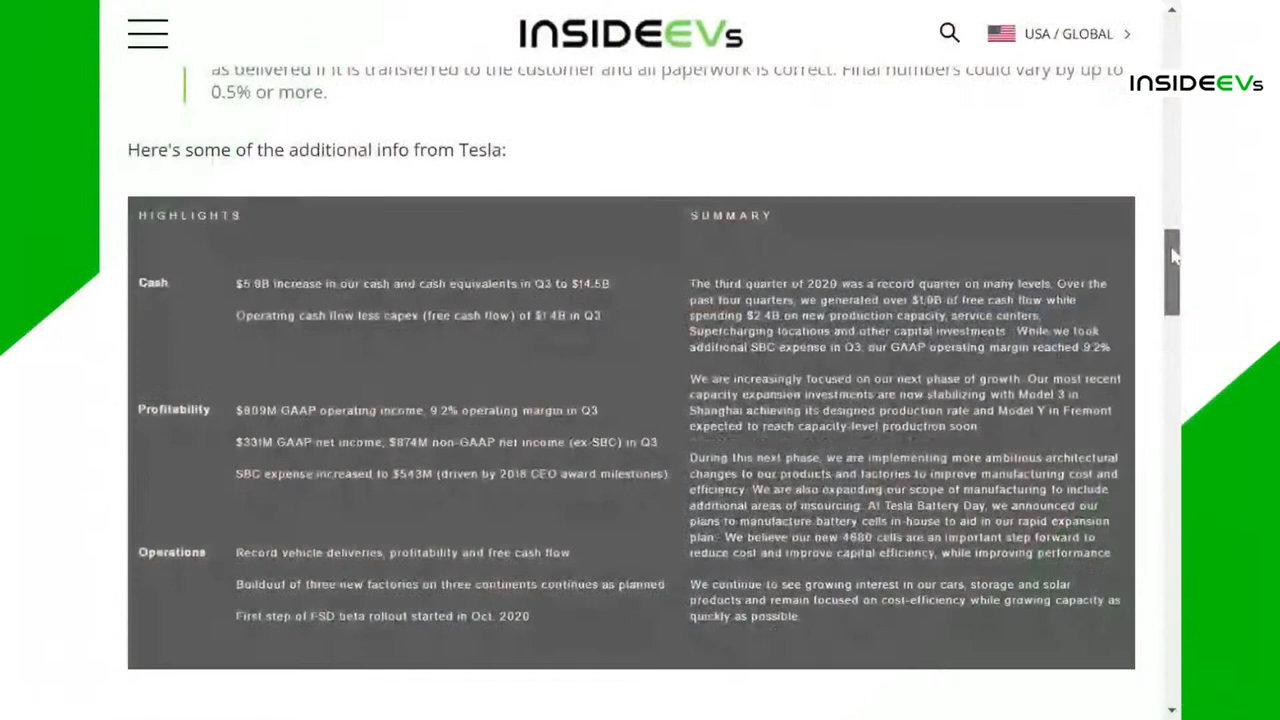 INSIDEEVs
USA / GLOBAL
INSIDEEVs
as delivered if it is transferred to the customer and all paperwork is correct. Final numbers could vary by up to
0.5% or more.
Here's some of the additional info from Tesla:
HIGHLIGHTS
Cash
$5.9B increase in our cash and cash equivalents in Q3 to $14.5B
Operating cash flow less capex (free cash flow) of $1.4B in Q3
Profitability
$809M GAAP operating income, 9.2% operating margin in Q3
$331M GAAP net income, $874M non-GAAP net income (ex-SBC) in Q3
SBC expense increased to $543M (driven by 2018 CEO award milestones)
Operations
Record vehicle deliveries, profitability and free cash flow
Buildout of three new factories on three continents continues as planned
First step of FSD beta rollout started in Oct. 2020
SUMMARY
The third quarter of 2020 was a record quarter on many levels. Over the
past four quarters, we generated over $1.9B of free cash flow while
spending $2.4B on new production capacity, service centers,
Supercharging locations and other capital investments. While we took
additional SBC expense in Q3, our GAAP operating margin reached 9.2%
We are increasingly focused on our next phase of growth. Our most recent
capacity expansion investments are now stabilizing with Model 3 in
Shanghai achieving its designed production rate and Model Y in Fremont
expected to reach capacity-level production soon
During this next phase, we are implementing more ambitious architectural
changes to our products and factories to improve manufacturing cost and
efficiency. We are also expanding our scope of manufacturing to include
additional areas of insourcing. At Tesla Battery Day, we announced our
plans to manufacture battery cells in-house to aid in our rapid expansion
plan. We believe our new 4680 cells are an important step forward to
reduce cost and improve capital efficiency, while improving performance
We continue to see growing interest in our cars, storage and solar
products and remain focused on cost-efficiency while growing capacity as
quickly as possible